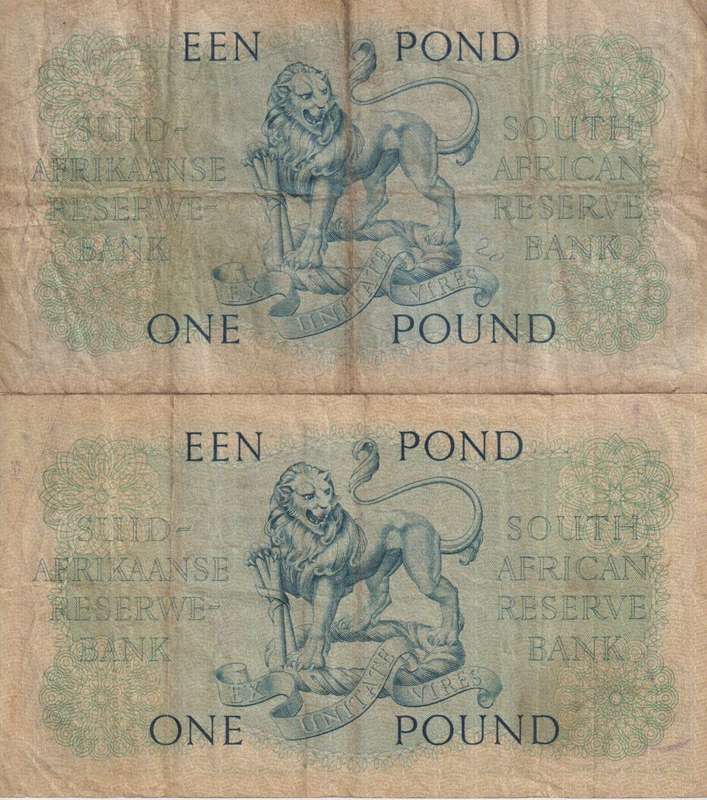 EEN POND
SUID-
AFRIKAANSE
RESERWE-
BANK
SOUTH
AFRICAN
RESERVE
BANK
EX UNITATE VIRES
ONE POUND
EEN POND
SUID-
AFRIKAANSE
RESERWE-
BANK
SOUTH
AFRICAN
RESERVE
BANK
EX UNITATE VIRES
ONE POUND